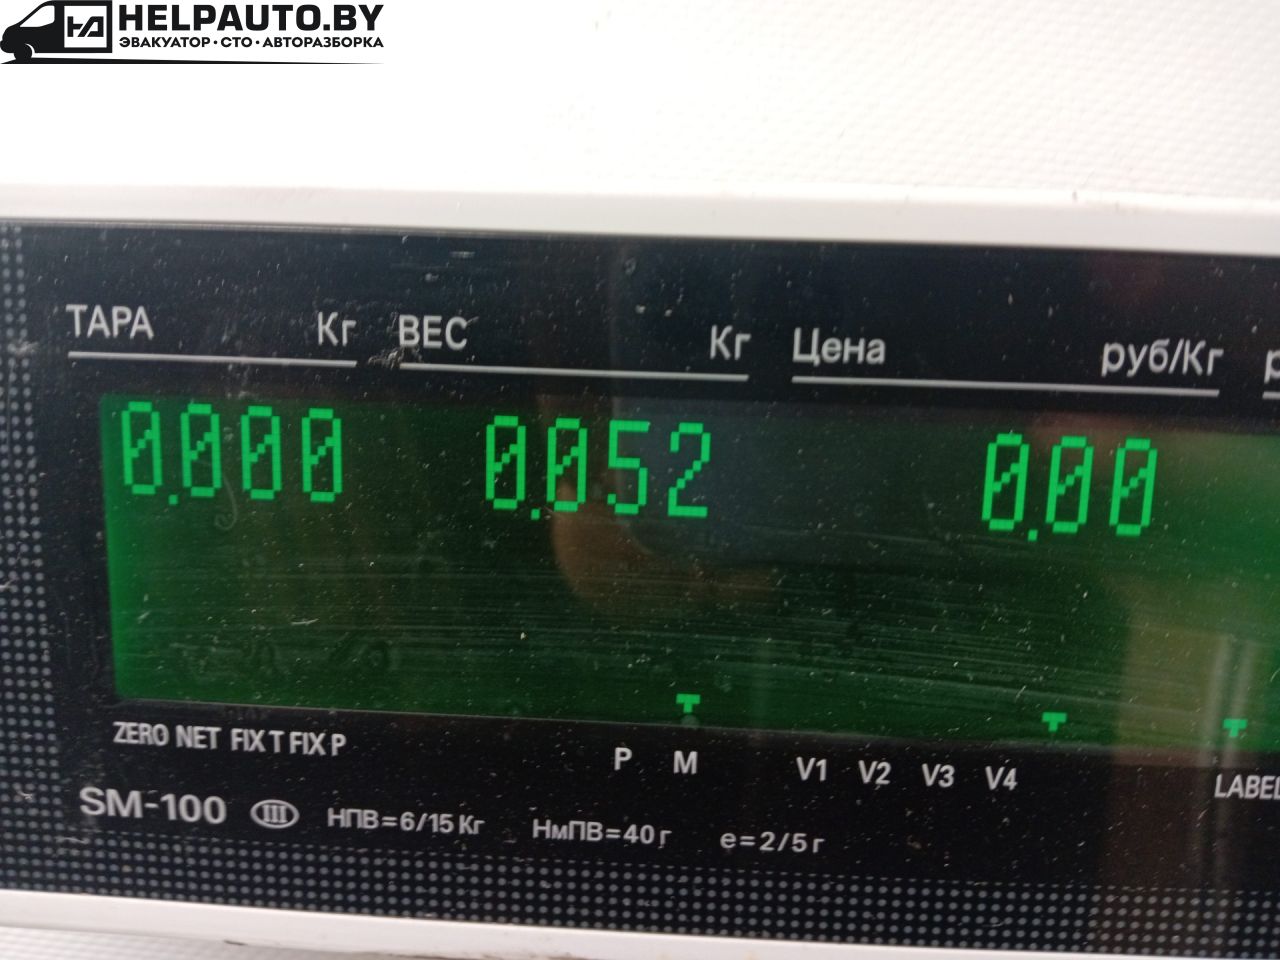 HELPAUTO.BY
ЭВАКУАТОР · СТО · АВТОРАЗБОРКА
ТАРА Кг ВЕС Кг Цена руб/Кг
0.000 0.052 0.00
ZERO NET FIX T FIX P P M V1 V2 V3 V4 LABEL
SM-100 III НПВ=6/15 Кг НмПВ=40 г e=2/5 г